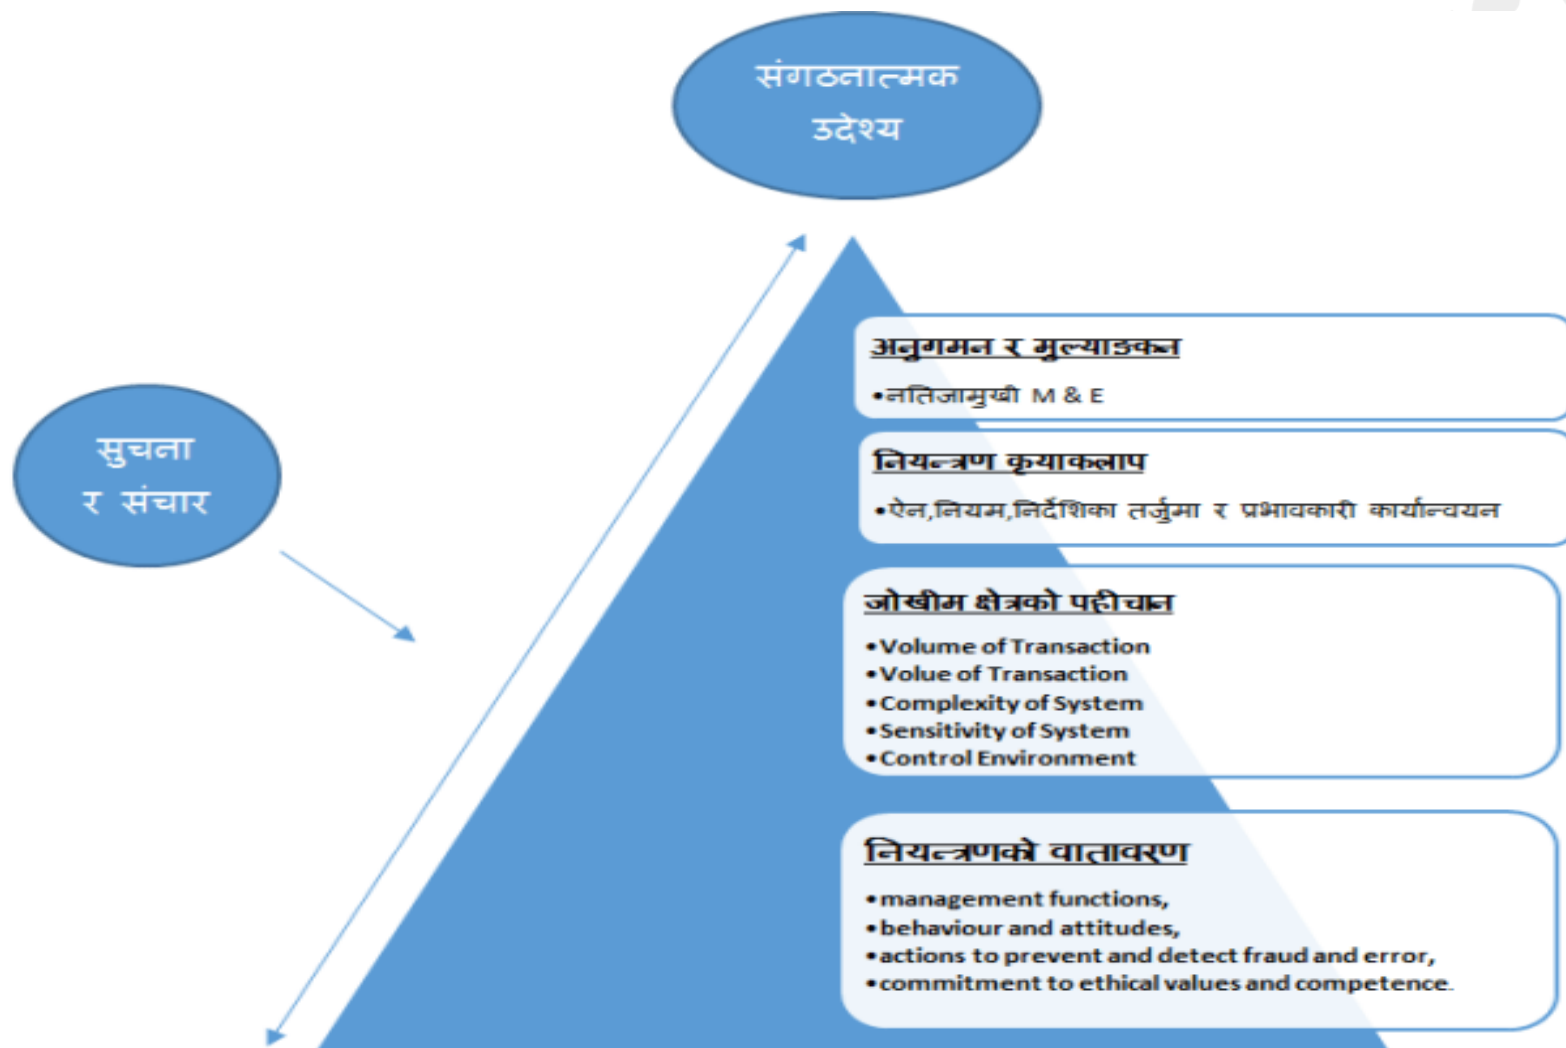 संगठनात्मक
उदेश्य
सुचना
र संचार
अनुगमन र मुल्याङकन
•नतिजामुखी M & E
नियन्त्रण कृयाकलाप
•ऐन,नियम,निर्देशिका तर्जुमा र प्रभावकारी कार्यान्वयन
जोखीम क्षेत्रको पहीचान
•Volume of Transaction
•Volue of Transaction
•Complexity of System
•Sensitivity of System
•Control Environment
नियन्त्रणको वातावरण
•management functions,
•behaviour and attitudes,
•actions to prevent and detect fraud and error,
•commitment to ethical values and competence.